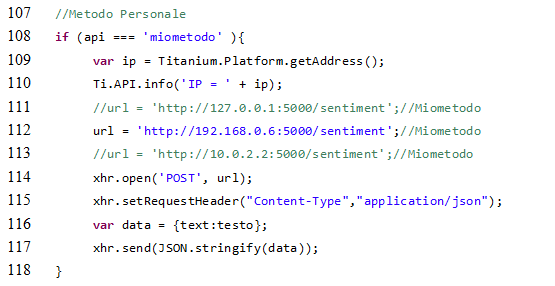 107 //Metodo Personale
108 if (api === 'miometodo' ){
109 var ip = Titanium.Platform.getAddress();
110 Ti.API.info('IP = ' + ip);
111 //url = 'http://127.0.0.1:5000/sentiment';//Miometodo
112 url = 'http://192.168.0.6:5000/sentiment';//Miometodo
113 //url = 'http://10.0.2.2:5000/sentiment';//Miometodo
114 xhr.open('POST', url);
115 xhr.setRequestHeader("Content-Type","application/json");
116 var data = {text:testo};
117 xhr.send(JSON.stringify(data));
118 }